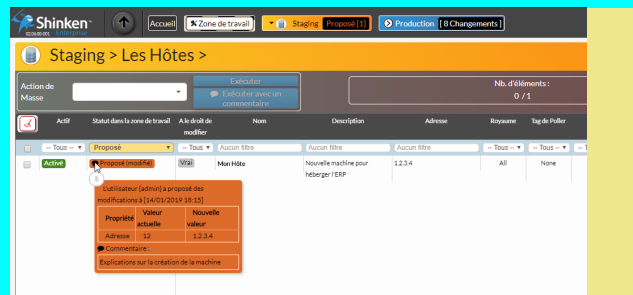 Shinken
Enterprise
Accueil
Zone de travail
Staging Proposé [1]
Production [ 8 Changements ]
Staging > Les Hôtes >
Action de
Masse
Exécuter
Exécuter avec un
commentaire
Nb. d'éléments :
0 / 1
Actif
Statut dans la zone de travail
A le droit de
modifier
Nom
Description
Adresse
Royaume
Tag de Poller
-- Tous --
Proposé
-- Tous
Aucun filtre
Aucun filtre
Aucun filtre
-- Tous --
-- Tous --
Activé
Proposé (modifié)
Vrai
Mon Hôte
Nouvelle machine pour
héberger l'ERP
1.2.3.4
All
None
L'utilisateur [admin] a proposé des
modifications à [14/01/2019 18:15]
Propriété
Valeur
actuelle
Nouvelle
valeur
Adresse
12
1.2.3.4
Commentaire :
Explications sur la création de la machine